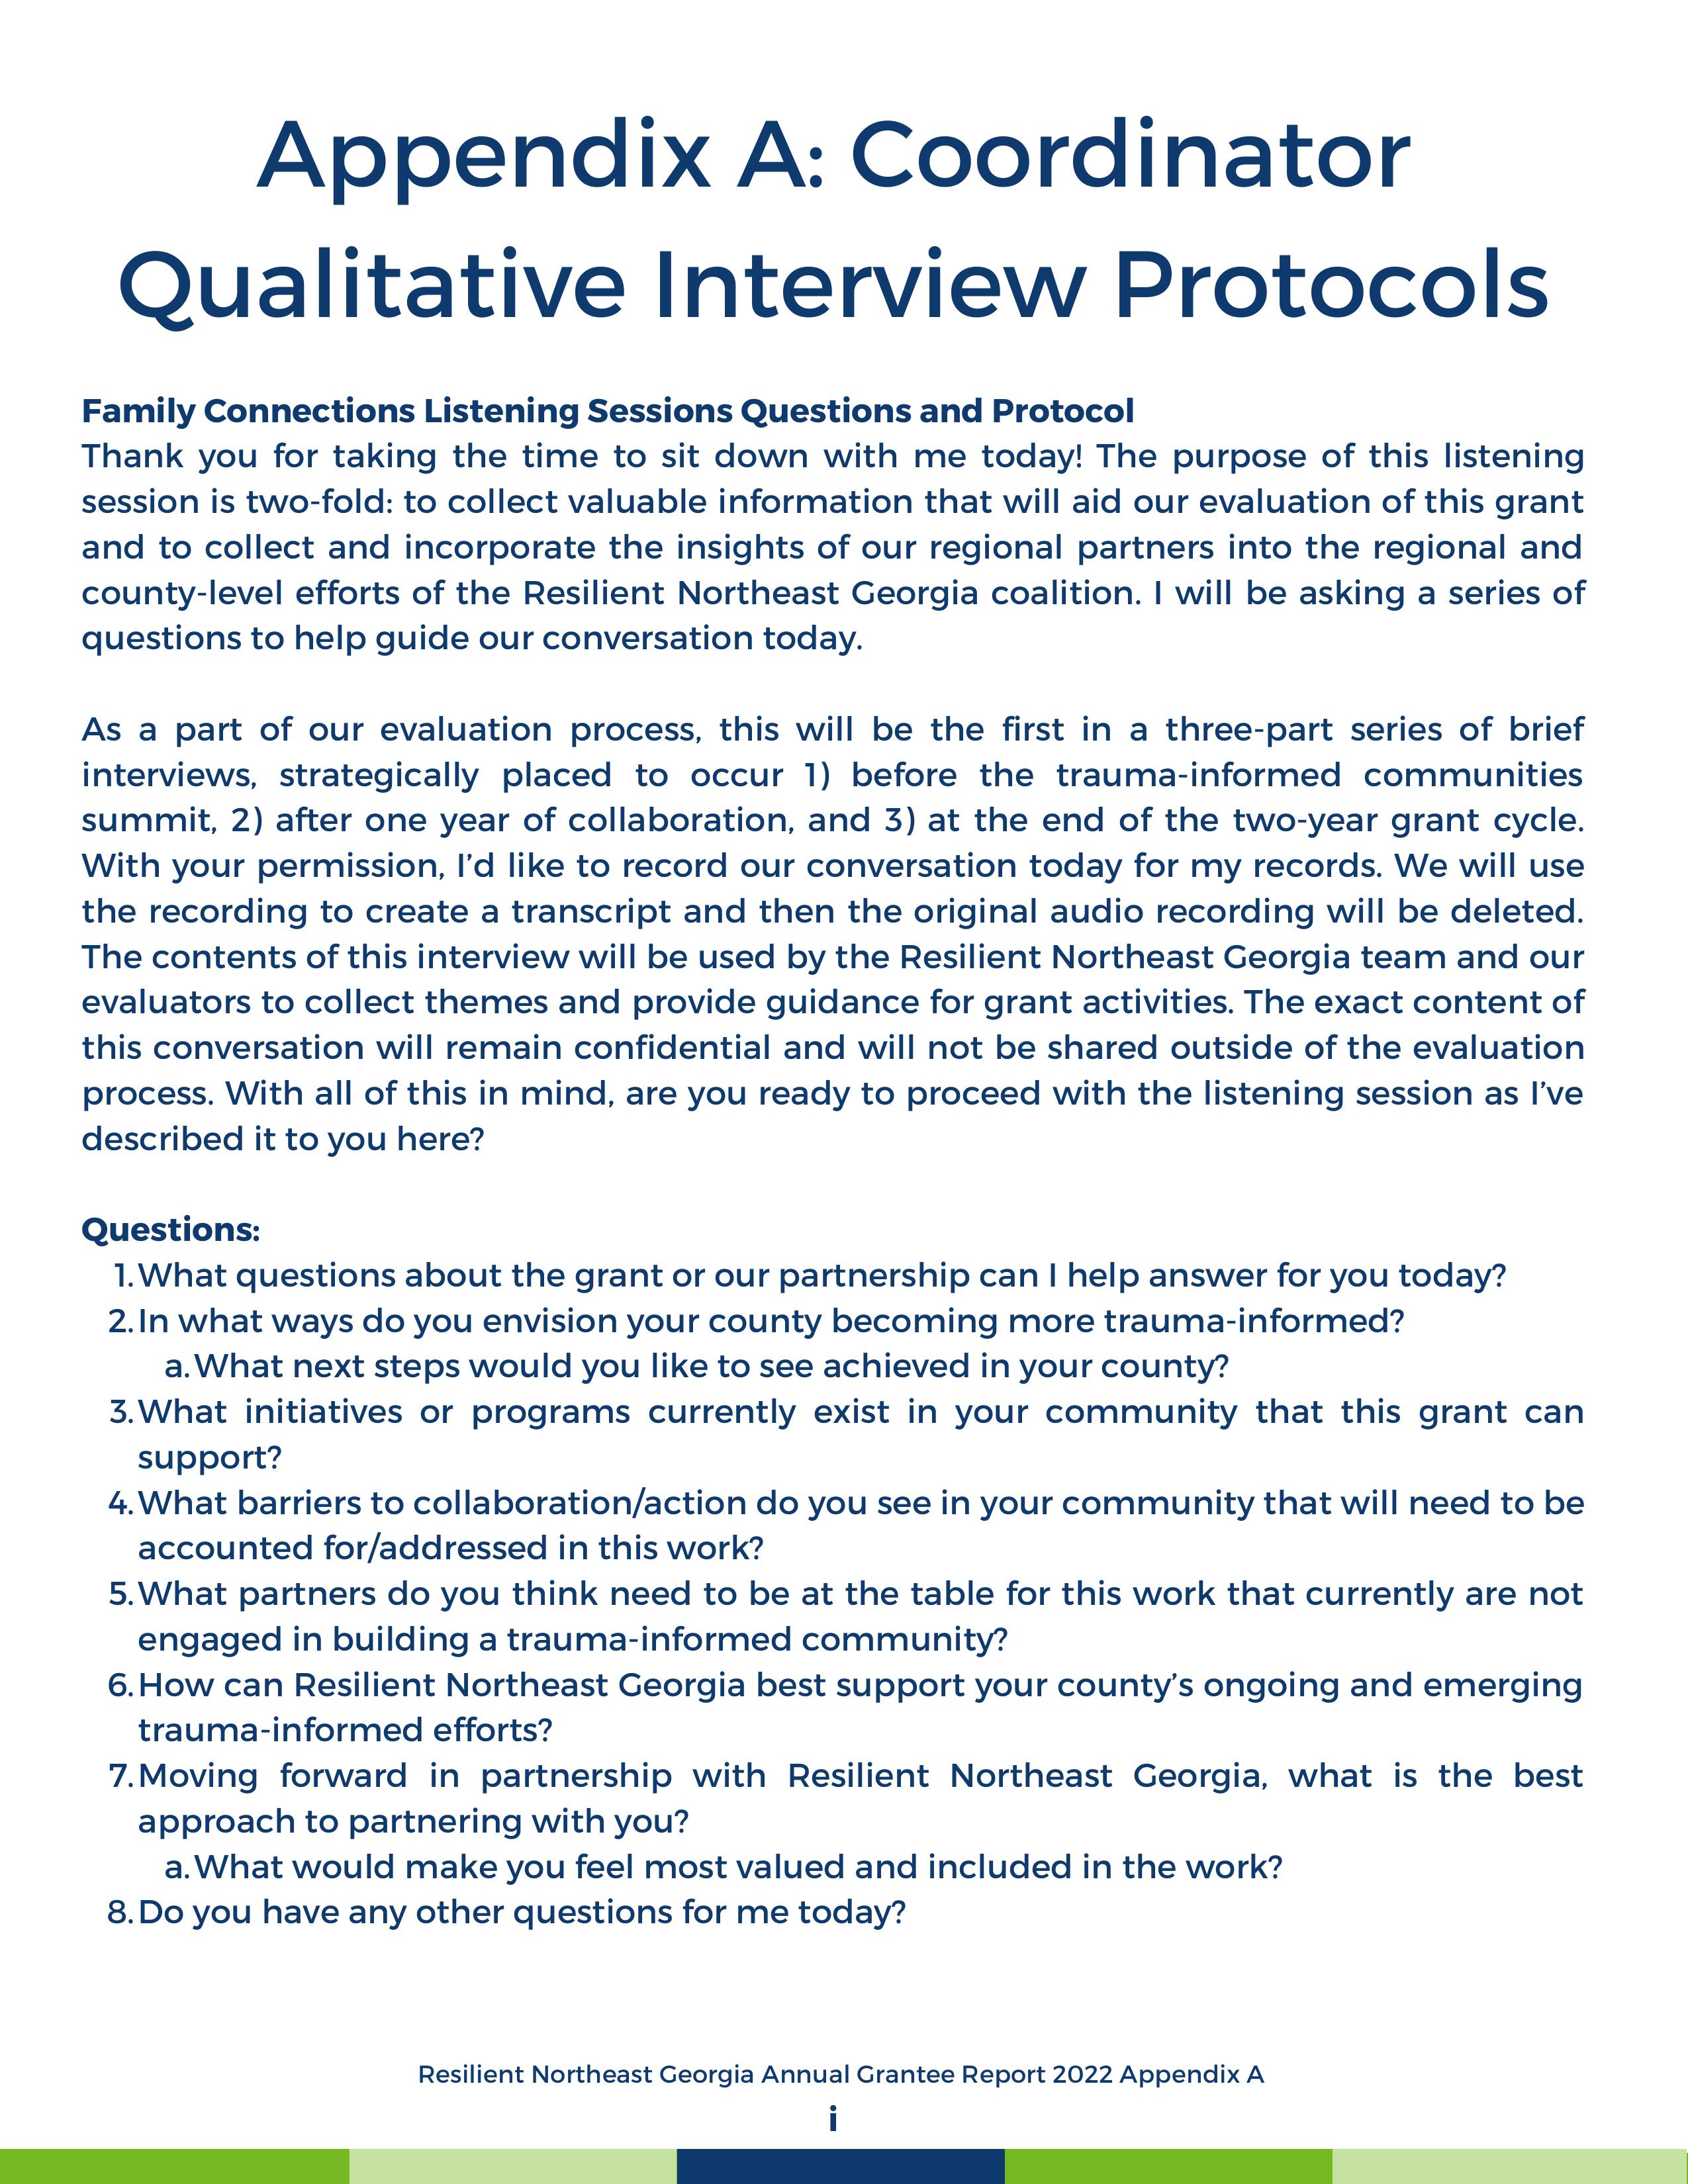 Appendix A: Coordinator
Qualitative Interview Protocols
Family Connections Listening Sessions Questions and Protocol
Thank you for taking the time to sit down with me today! The purpose of this listening
session is two-fold: to collect valuable information that will aid our evaluation of this grant
and to collect and incorporate the insights of our regional partners into the regional and
county-level efforts of the Resilient Northeast Georgia coalition. I will be asking a series of
questions to help guide our conversation today.
As a part of our evaluation process, this will be the first in a three-part series of brief
interviews, strategically placed to occur 1) before the trauma-informed communities
summit, 2) after one year of collaboration, and 3) at the end of the two-year grant cycle.
With your permission, I’d like to record our conversation today for my records. We will use
the recording to create a transcript and then the original audio recording will be deleted.
The contents of this interview will be used by the Resilient Northeast Georgia team and our
evaluators to collect themes and provide guidance for grant activities. The exact content of
this conversation will remain confidential and will not be shared outside of the evaluation
process. With all of this in mind, are you ready to proceed with the listening session as I’ve
described it to you here?
Questions:
1. What questions about the grant or our partnership can I help answer for you today?
2. In what ways do you envision your county becoming more trauma-informed?
a. What next steps would you like to see achieved in your county?
3. What initiatives or programs currently exist in your community that this grant can
support?
4. What barriers to collaboration/action do you see in your community that will need to be
accounted for/addressed in this work?
5. What partners do you think need to be at the table for this work that currently are not
engaged in building a trauma-informed community?
6. How can Resilient Northeast Georgia best support your county’s ongoing and emerging
trauma-informed efforts?
7. Moving forward in partnership with Resilient Northeast Georgia, what is the best
approach to partnering with you?
a. What would make you feel most valued and included in the work?
8. Do you have any other questions for me today?
Resilient Northeast Georgia Annual Grantee Report 2022 Appendix A
i